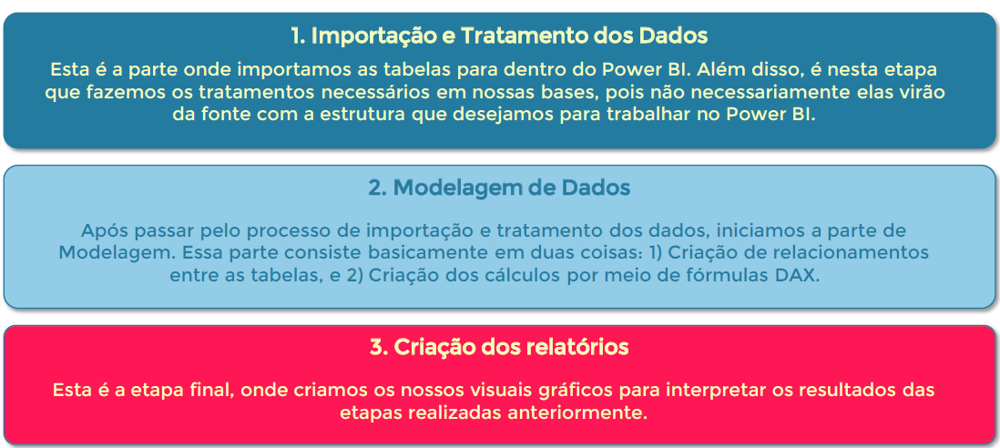 1. Importação e Tratamento dos Dados
Esta é a parte onde importamos as tabelas para dentro do Power BI. Além disso, é nesta etapa
que fazemos os tratamentos necessários em nossas bases, pois não necessariamente elas virão
da fonte com a estrutura que desejamos para trabalhar no Power BI.
2. Modelagem de Dados
Após passar pelo processo de importação e tratamento dos dados, iniciamos a parte de
Modelagem. Essa parte consiste basicamente em duas coisas: 1) Criação de relacionamentos
entre as tabelas, e 2) Criação dos cálculos por meio de fórmulas DAX.
3. Criação dos relatórios
Esta é a etapa final, onde criamos os nossos visuais gráficos para interpretar os resultados das
etapas realizadas anteriormente.